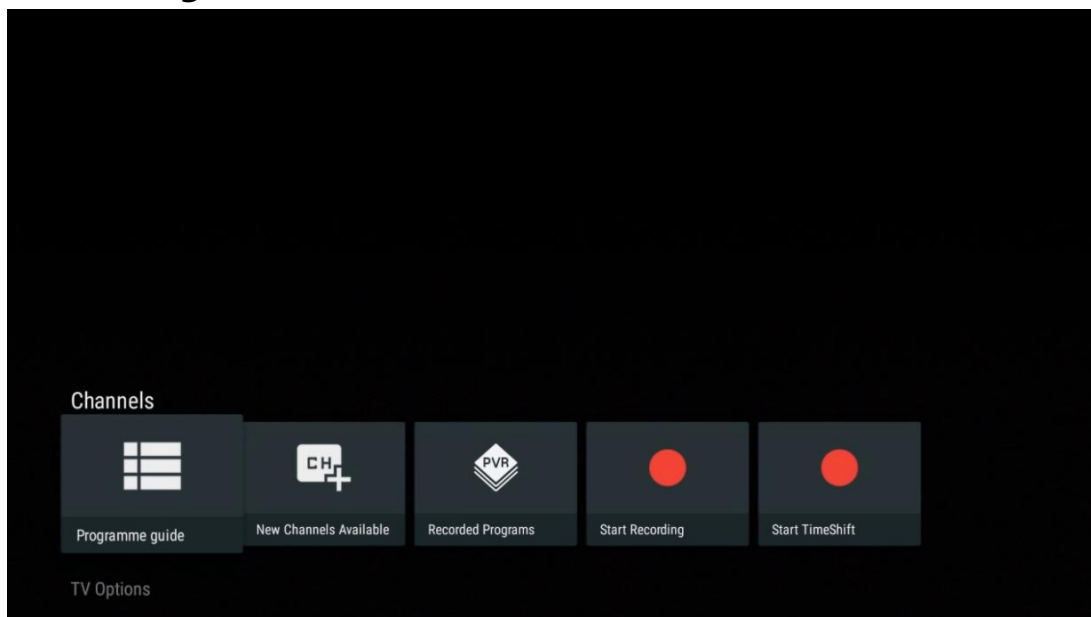 Channels
CH
PVR
Programme guide
New Channels Available
Recorded Programs
Start Recording
Start TimeShift
TV Options